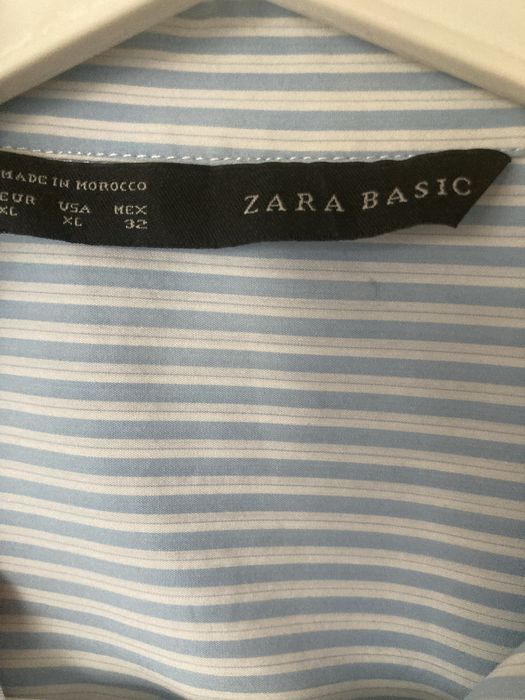 MADE IN MOROCCO
EUR USA MEX
XL XL 32
ZARA BASIC